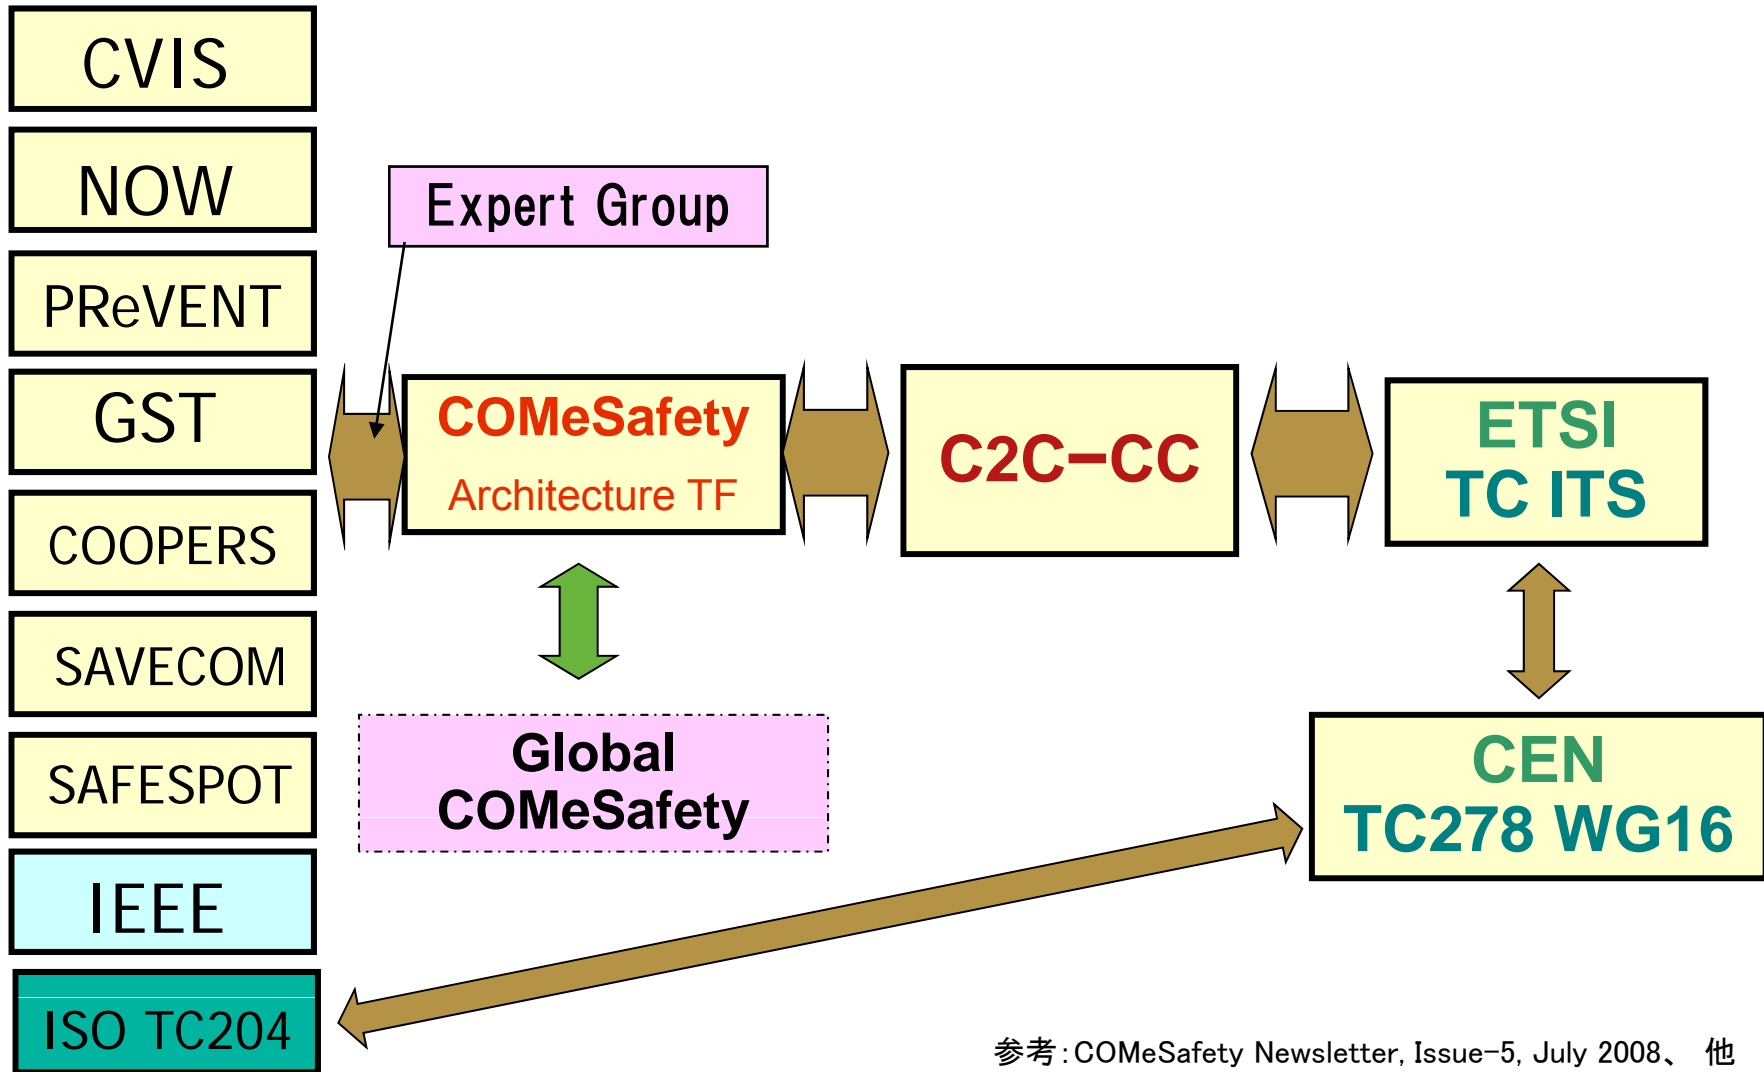 CVIS
NOW
PReVENT
GST
COOPERS
SAVECOM
SAFESPOT
IEEE
ISO TC204
Expert Group
COMeSafety
Architecture TF
Global
COMeSafety
C2C-CC
ETSI
TC ITS
CEN
TC278 WG16
参考：COMeSafety Newsletter, Issue-5, July 2008、 他